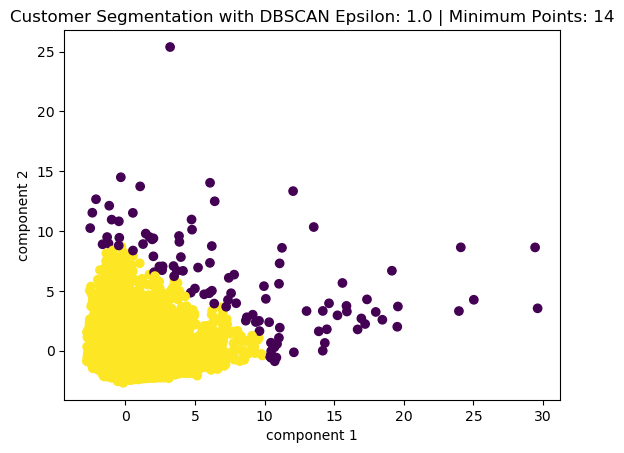 Customer Segmentation with DBSCAN Epsilon: 1.0 | Minimum Points: 14
25
20
15
10
5
0
component 2
0 5 10 15 20 25 30
component 1